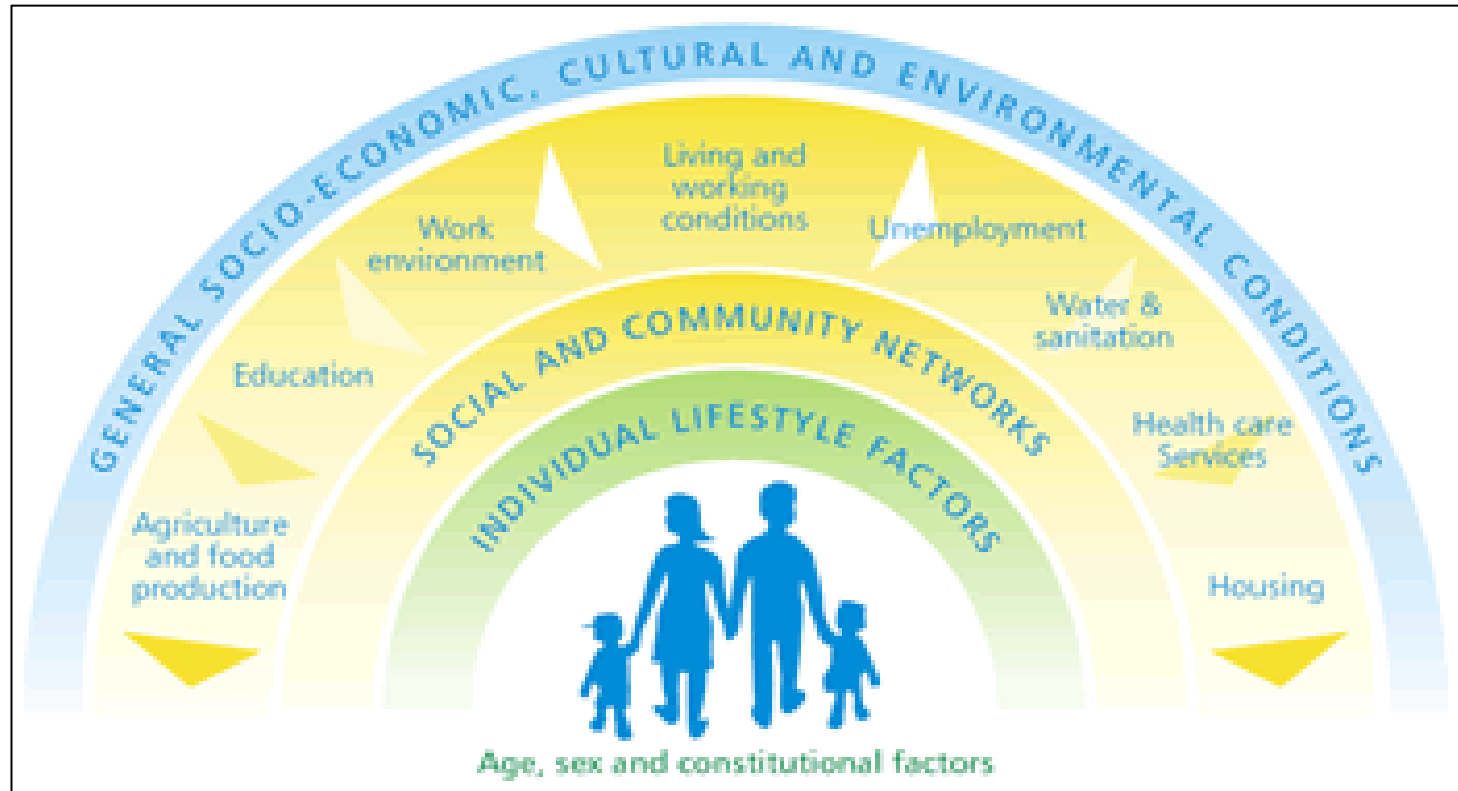 GENERAL SOCIO-ECONOMIC, CULTURAL AND ENVIRONMENTAL CONDITIONS
Agriculture
and food
production
Education
Work
environment
Living and
working
conditions
Unemployment
Water &
sanitation
Health care
Services
Housing
SOCIAL AND COMMUNITY NETWORKS
INDIVIDUAL LIFESTYLE FACTORS
Age, sex and constitutional factors